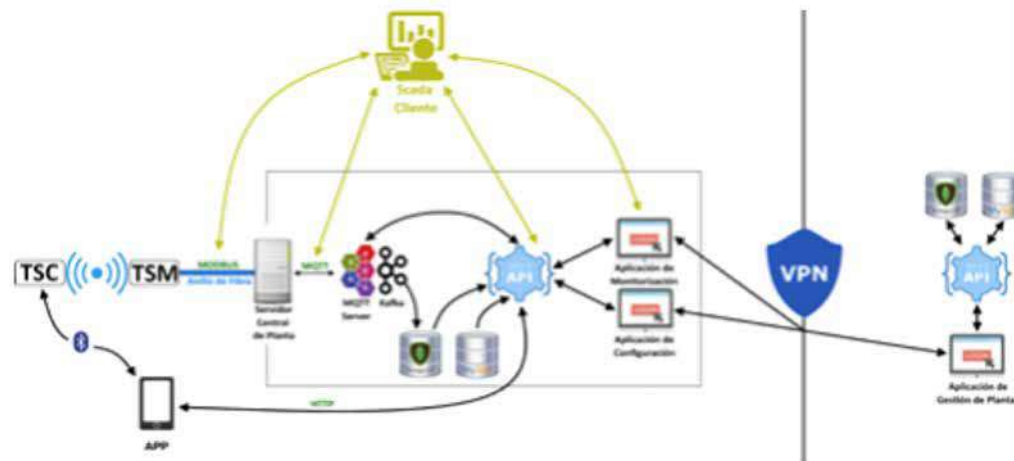 Scada
Cliente
TSC
TSM
MODBUS
Anillo de Fibra
Servidor
Central
de Planta
MQTT
MQTT
Server
Kafka
API
Aplicación de
Monitorización
Aplicación de
Configuración
VPN
API
Aplicación de
Gestión de Planta
HTTP
APP